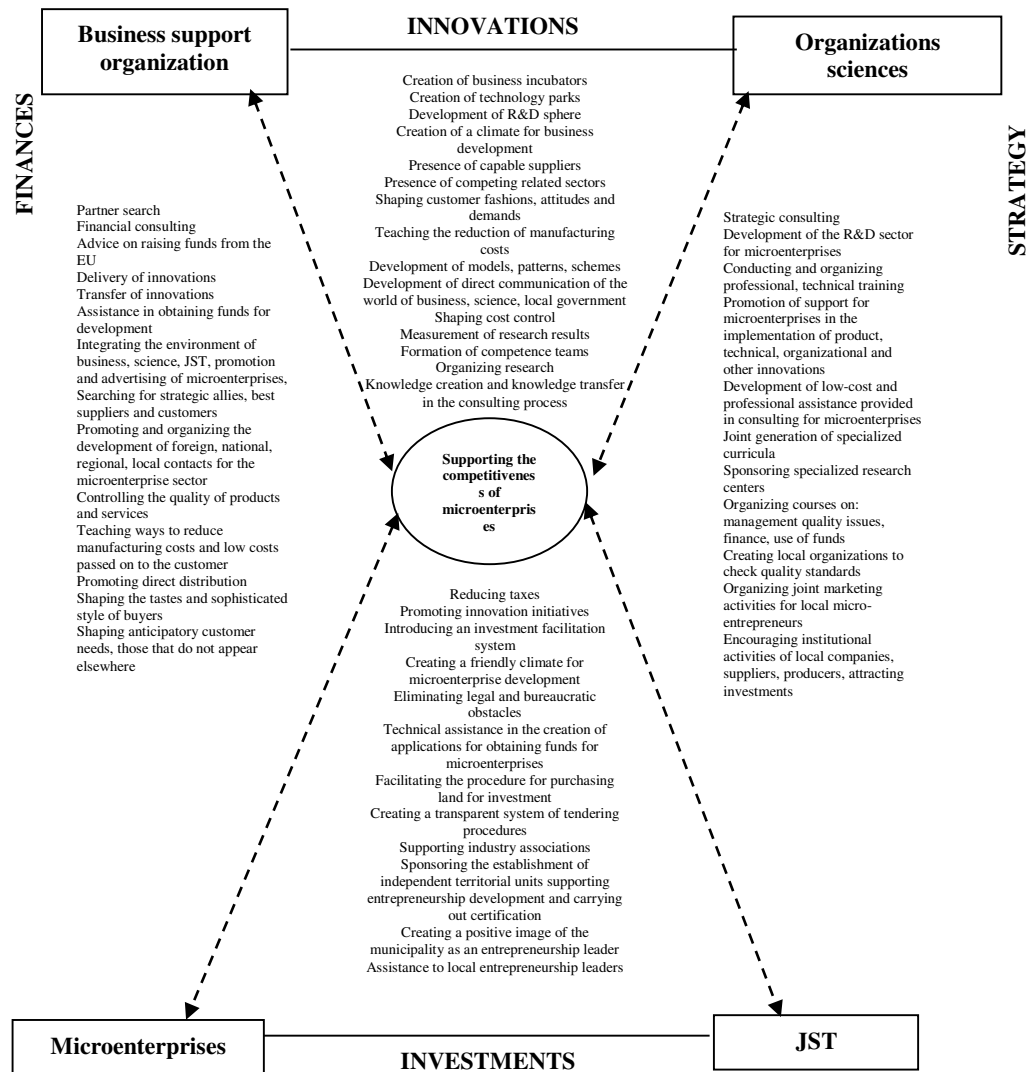 INNOVATIONS
Business support
organization
Organizations
sciences
FINANCES
STRATEGY
Creation of business incubators
Creation of technology parks
Development of R&D sphere
Creation of a climate for business
development
Presence of capable suppliers
Presence of competing related sectors
Shaping customer fashions, attitudes and
demands
Teaching the reduction of manufacturing
costs
Development of models, patterns, schemes
Development of direct communication of the
world of business, science, local government
Shaping cost control
Measurement of research results
Formation of competence teams
Organizing research
Knowledge creation and knowledge transfer
in the consulting process
Partner search
Financial consulting
Advice on raising funds from the
EU
Delivery of innovations
Transfer of innovations
Assistance in obtaining funds for
development
Integrating the environment of
business, science, JST, promotion
and advertising of microenterprises,
Searching for strategic allies, best
suppliers and customers
Promoting and organizing the
development of foreign, national,
regional, local contacts for the
microenterprise sector
Controlling the quality of products
and services
Teaching ways to reduce
manufacturing costs and low costs
passed on to the customer
Promoting direct distribution
Shaping the tastes and sophisticated
style of buyers
Shaping anticipatory customer
needs, those that do not appear
elsewhere
Strategic consulting
Development of the R&D sector
for microenterprises
Conducting and organizing
professional, technical training
Promotion of support for
microenterprises in the
implementation of product,
technical, organizational and
other innovations
Development of low-cost and
professional assistance provided
in consulting for microenterprises
Joint generation of specialized
curricula
Sponsoring specialized research
centers
Organizing courses on:
management quality issues,
finance, use of funds
Creating local organizations to
check quality standards
Organizing joint marketing
activities for local micro-
entrepreneurs
Encouraging institutional
activities of local companies,
suppliers, producers, attracting
investments
Supporting the
competitivenes
s of
microenterpris
es
Reducing taxes
Promoting innovation initiatives
Introducing an investment facilitation
system
Creating a friendly climate for
microenterprise development
Eliminating legal and bureaucratic
obstacles
Technical assistance in the creation of
applications for obtaining funds for
microenterprises
Facilitating the procedure for purchasing
land for investment
Creating a transparent system of tendering
procedures
Supporting industry associations
Sponsoring the establishment of
independent territorial units supporting
entrepreneurship development and carrying
out certification
Creating a positive image of the
municipality as an entrepreneurship leader
Assistance to local entrepreneurship leaders
Microenterprises
JST
INVESTMENTS